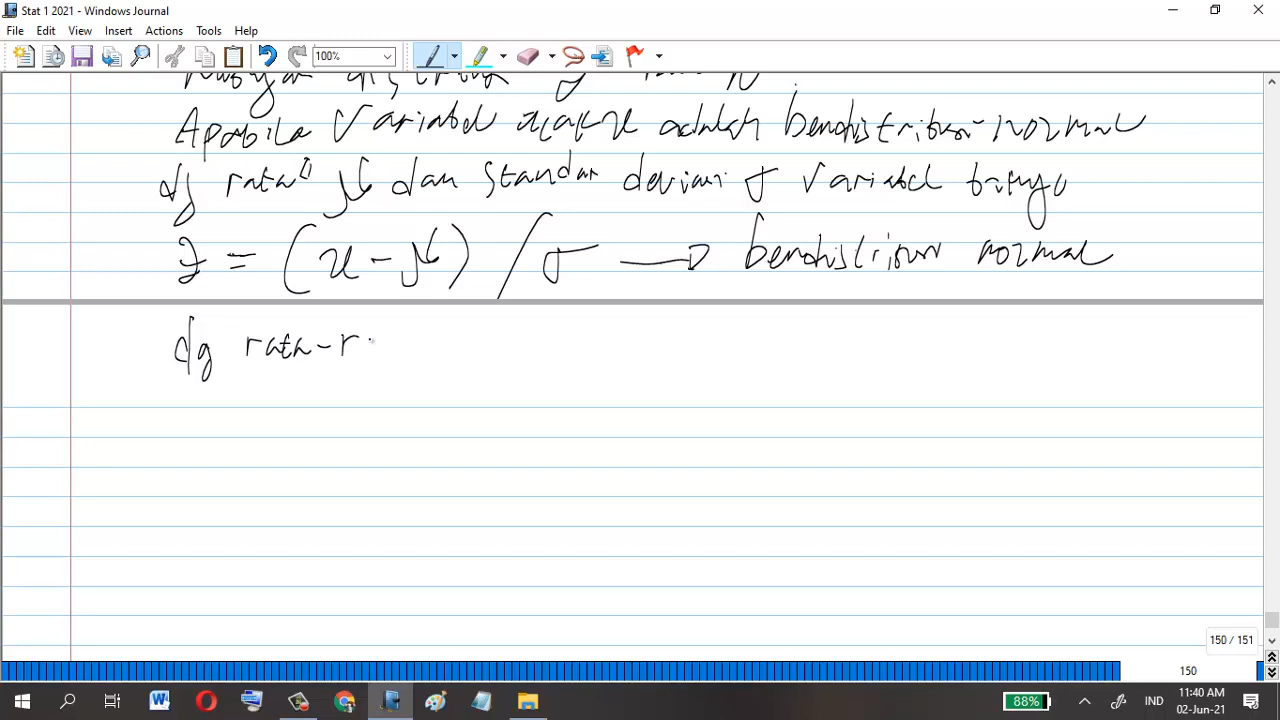 Stat 1 2021 - Windows Journal
File Edit View Insert Actions Tools Help
100%
Apabila Variabel acak x adalah berdistribusi normal
dg rata" μ dan Standar deviasi σ variabel
z = (x - μ) / σ → berdistribusi normal
dg rata-r
150 / 151
150
88% IND 11:40 AM
02-Jun-21